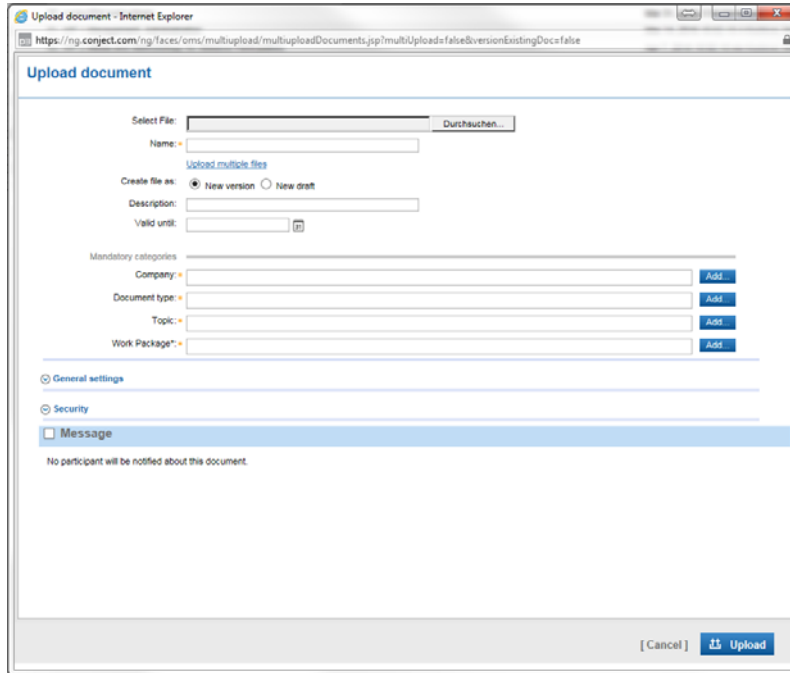 Upload document - Internet Explorer
https://ng.conject.com/ng/faces/oms/multiupload/multiuploadDocuments.jsp?multiUpload=false&versionExistingDoc=false
Upload document
Select File: Durchsuchen...
Name:*
Upload multiple files
Create file as: New version New draft
Description:
Valid until: 31
Mandatory categories
Company:* Add...
Document type:* Add...
Topic:* Add...
Work Package*:* Add...
General settings
Security
Message
No participant will be notified about this document.
[ Cancel ] Upload